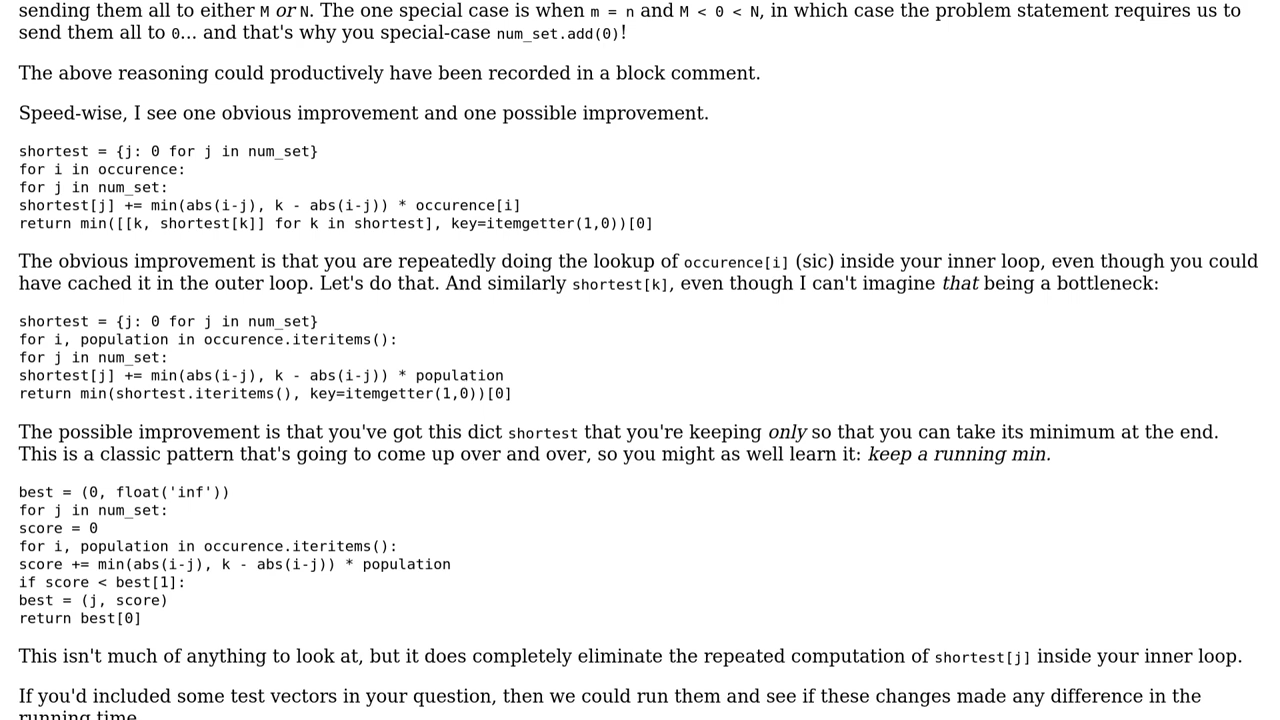 sending them all to either M or N. The one special case is when m = n and M < 0 < N, in which case the problem statement requires us to
send them all to 0... and that's why you special-case num_set.add(0)!
The above reasoning could productively have been recorded in a block comment.
Speed-wise, I see one obvious improvement and one possible improvement.
shortest = {j: 0 for j in num_set}
for i in occurence:
for j in num_set:
shortest[j] += min(abs(i-j), k - abs(i-j)) * occurence[i]
return min([[k, shortest[k]] for k in shortest], key=itemgetter(1,0))[0]
The obvious improvement is that you are repeatedly doing the lookup of occurence[i] (sic) inside your inner loop, even though you could
have cached it in the outer loop. Let's do that. And similarly shortest[k], even though I can't imagine that being a bottleneck:
shortest = {j: 0 for j in num_set}
for i, population in occurence.iteritems():
for j in num_set:
shortest[j] += min(abs(i-j), k - abs(i-j)) * population
return min(shortest.iteritems(), key=itemgetter(1,0))[0]
The possible improvement is that you've got this dict shortest that you're keeping only so that you can take its minimum at the end.
This is a classic pattern that's going to come up over and over, so you might as well learn it: keep a running min.
best = (0, float('inf'))
for j in num_set:
score = 0
for i, population in occurence.iteritems():
score += min(abs(i-j), k - abs(i-j)) * population
if score < best[1]:
best = (j, score)
return best[0]
This isn't much of anything to look at, but it does completely eliminate the repeated computation of shortest[j] inside your inner loop.
If you'd included some test vectors in your question, then we could run them and see if these changes made any difference in the
running time.